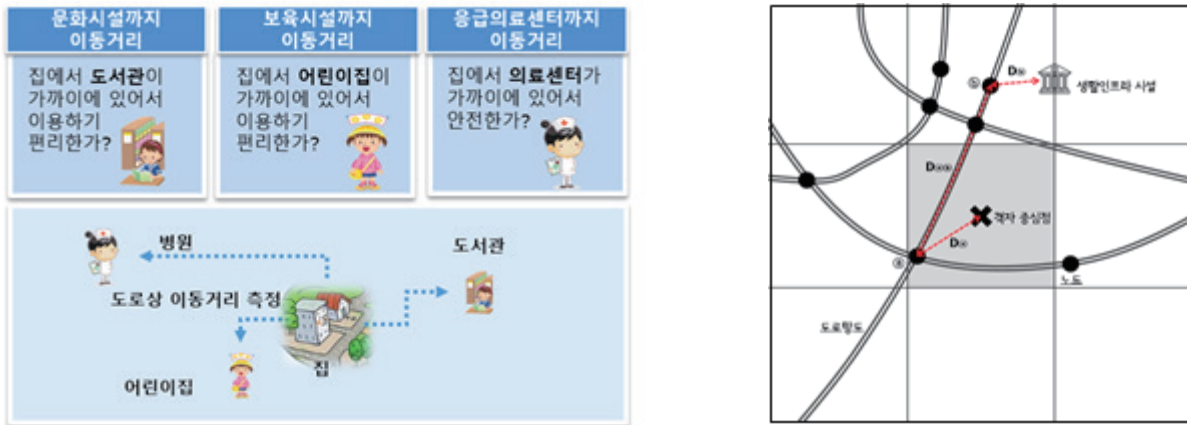 문화시설까지
이동거리
집에서 도서관이
가까이에 있어서
이용하기
편리한가?
보육시설까지
이동거리
집에서 어린이집이
가까이에 있어서
이용하기
편리한가?
응급의료센터까지
이동거리
집에서 의료센터가
가까이에 있어서
안전한가?
병원
도서관
도로상 이동거리 측정
집
어린이집
생활인프라 시설
격자 중심점
노드